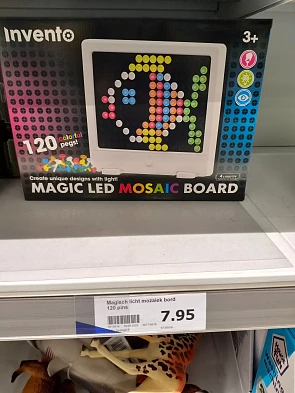 invento
3+
120 colorful
pegs!
Create unique designs with light!
MAGIC LED MOSAIC BOARD
Magisch licht mozaïek bord
120 pins
7.95